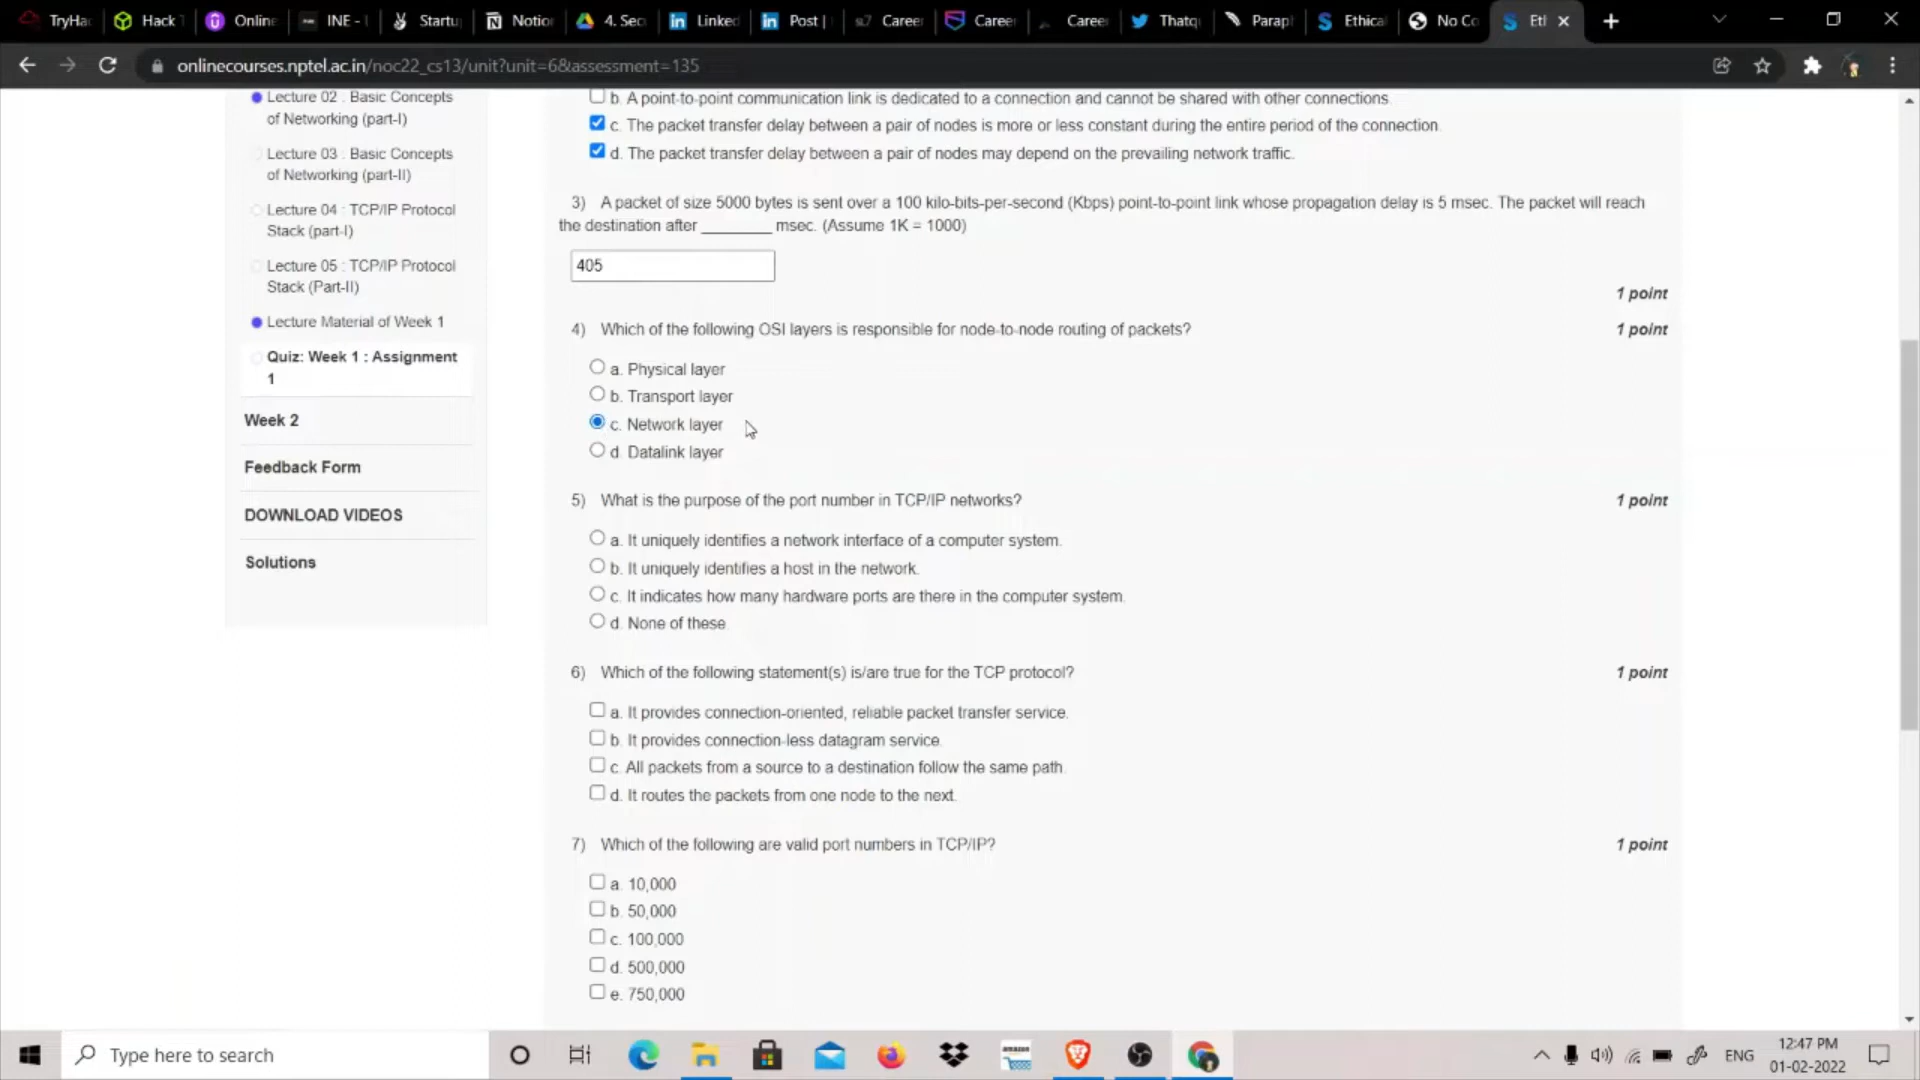 TryHa
Hack T
Online
INE - I
Startu
Notion
4. Sec
Linked
Post |
Career
Career
Career
Thatqu
Paraph
Ethical
No Co
Eth
onlinecourses.nptel.ac.in/noc22_cs13/unit?unit=6&assessment=135
Lecture 02 : Basic Concepts
of Networking (part-I)
Lecture 03 : Basic Concepts
of Networking (part-II)
Lecture 04 : TCP/IP Protocol
Stack (part-I)
Lecture 05 : TCP/IP Protocol
Stack (Part-II)
Lecture Material of Week 1
Quiz: Week 1 : Assignment
1
Week 2
Feedback Form
DOWNLOAD VIDEOS
Solutions
b. A point-to-point communication link is dedicated to a connection and cannot be shared with other connections.
c. The packet transfer delay between a pair of nodes is more or less constant during the entire period of the connection.
d. The packet transfer delay between a pair of nodes may depend on the prevailing network traffic.
3) A packet of size 5000 bytes is sent over a 100 kilo-bits-per-second (Kbps) point-to-point link whose propagation delay is 5 msec. The packet will reach
the destination after ________ msec. (Assume 1K = 1000)
405
1 point
4) Which of the following OSI layers is responsible for node-to-node routing of packets? 1 point
a. Physical layer
b. Transport layer
c. Network layer
d. Datalink layer
5) What is the purpose of the port number in TCP/IP networks? 1 point
a. It uniquely identifies a network interface of a computer system.
b. It uniquely identifies a host in the network.
c. It indicates how many hardware ports are there in the computer system.
d. None of these.
6) Which of the following statement(s) is/are true for the TCP protocol? 1 point
a. It provides connection-oriented, reliable packet transfer service.
b. It provides connection-less datagram service.
c. All packets from a source to a destination follow the same path.
d. It routes the packets from one node to the next.
7) Which of the following are valid port numbers in TCP/IP? 1 point
a. 10,000
b. 50,000
c. 100,000
d. 500,000
e. 750,000
Type here to search
amazon
ENG
12:47 PM
01-02-2022